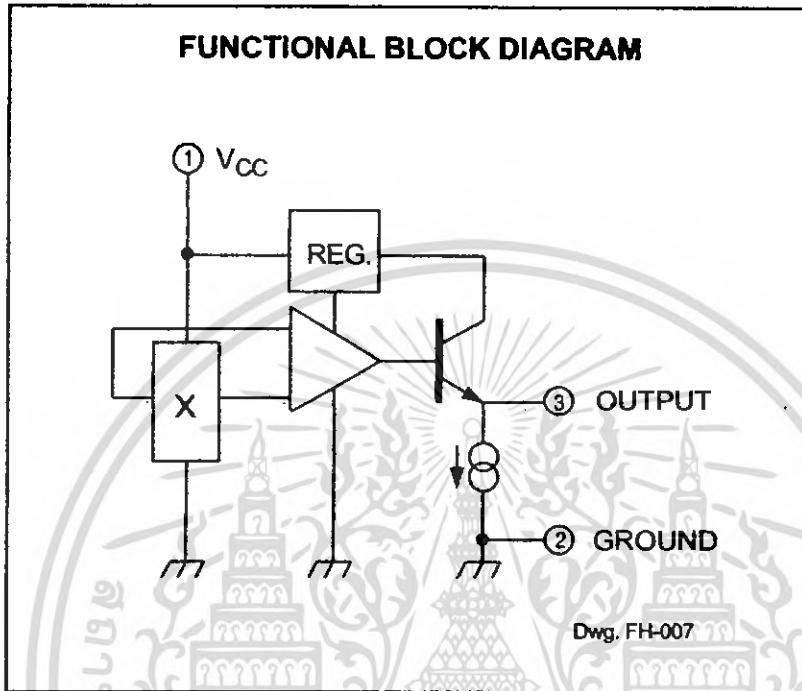 FUNCTIONAL BLOCK DIAGRAM
1 VCC
REG.
X
3 OUTPUT
2 GROUND
Dwg. FH-007